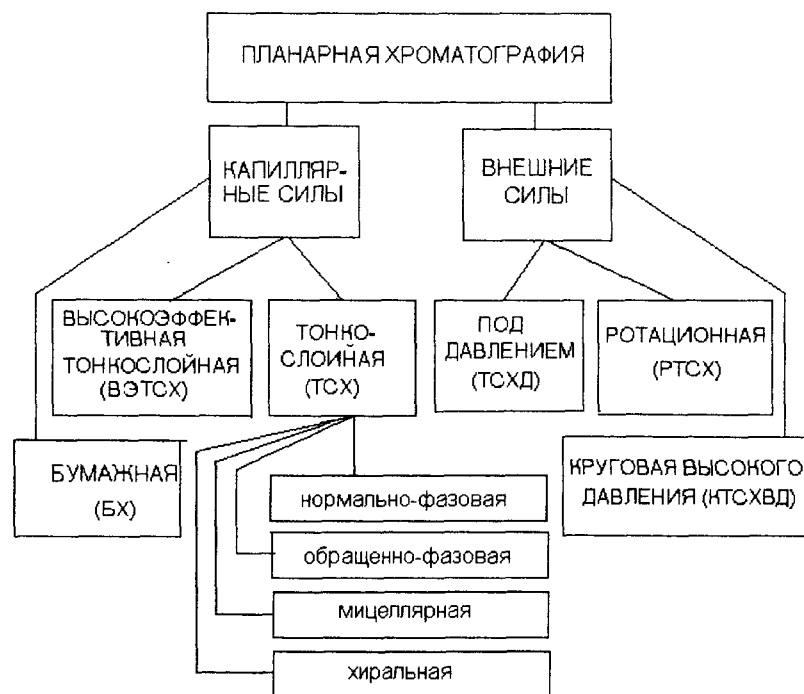 ПЛАНАРНАЯ ХРОМАТОГРАФИЯ
КАПИЛЛЯР-
НЫЕ СИЛЫ
ВНЕШНИЕ
СИЛЫ
ВЫСОКОЭФФЕК-
ТИВНАЯ
ТОНКОСЛОЙНАЯ
(ВЭТСХ)
ТОНКО-
СЛОЙНАЯ
(ТСХ)
ПОД
ДАВЛЕНИЕМ
(ТСХД)
РОТАЦИОННАЯ
(РТСХ)
БУМАЖНАЯ
(БХ)
КРУГОВАЯ ВЫСОКОГО
ДАВЛЕНИЯ (КТСХВД)
нормально-фазовая
обращенно-фазовая
мицеллярная
хиральная